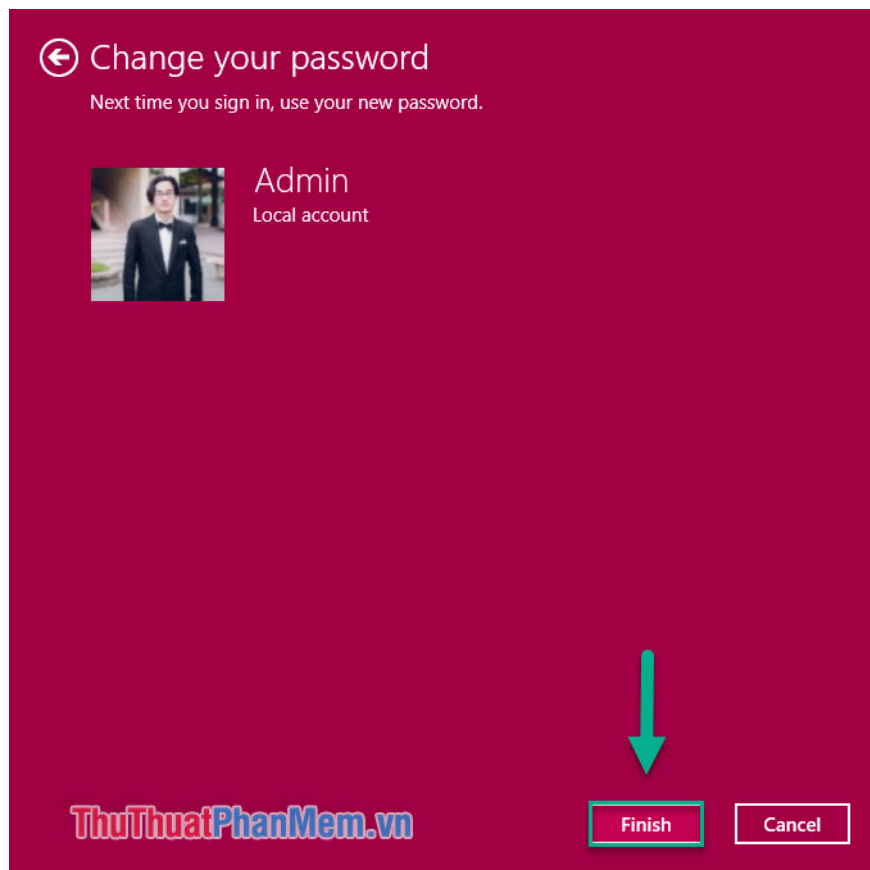 Change your password
Next time you sign in, use your new password.
Admin
Local account
ThuThuatPhanMem.vn
Finish
Cancel